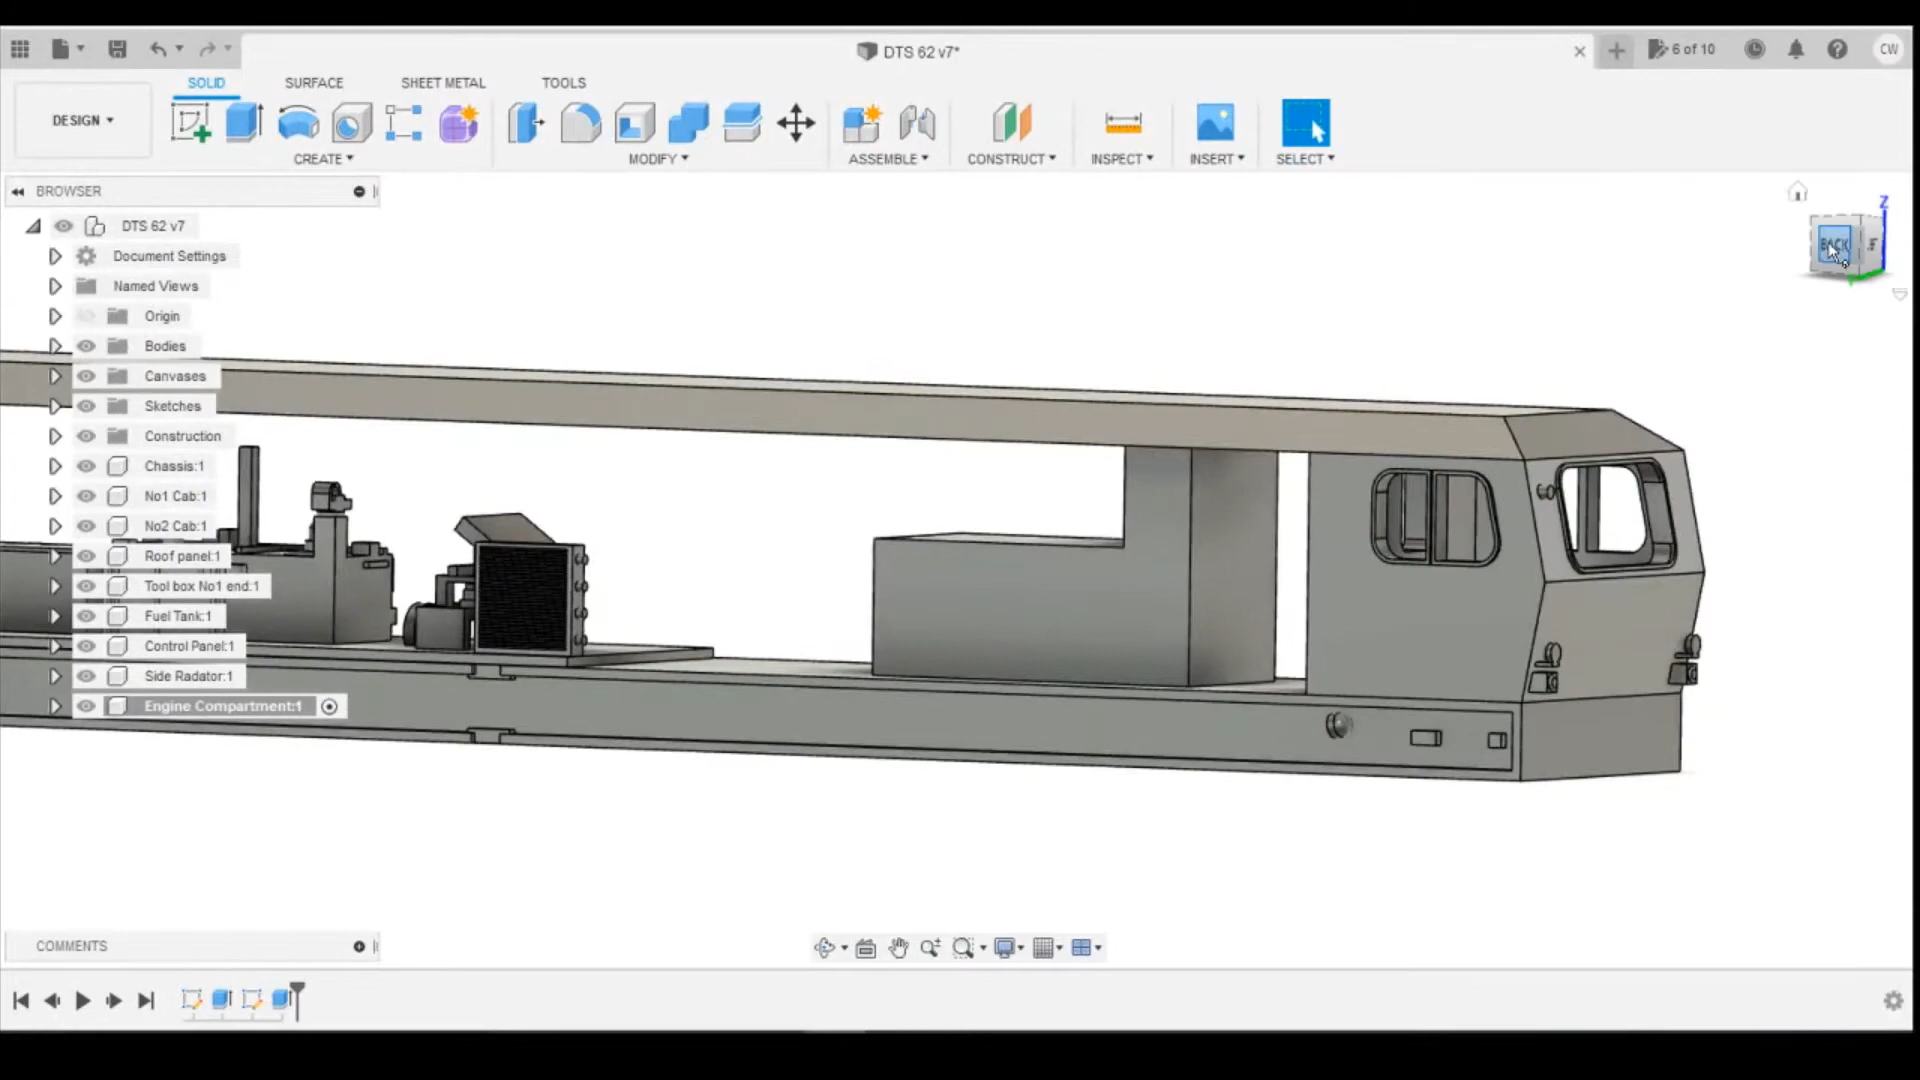 DTS 62 v7*
6 of 10
CW
SOLID
SURFACE
SHEET METAL
TOOLS
DESIGN
CREATE
MODIFY
ASSEMBLE
CONSTRUCT
INSPECT
INSERT
SELECT
BROWSER
DTS 62 v7
Document Settings
Named Views
Origin
Bodies
Canvases
Sketches
Construction
Chassis:1
No1 Cab:1
No2 Cab:1
Roof panel:1
Tool box No1 end:1
Fuel Tank:1
Control Panel:1
Side Radator:1
Engine Compartment:1
Z
BACK
COMMENTS